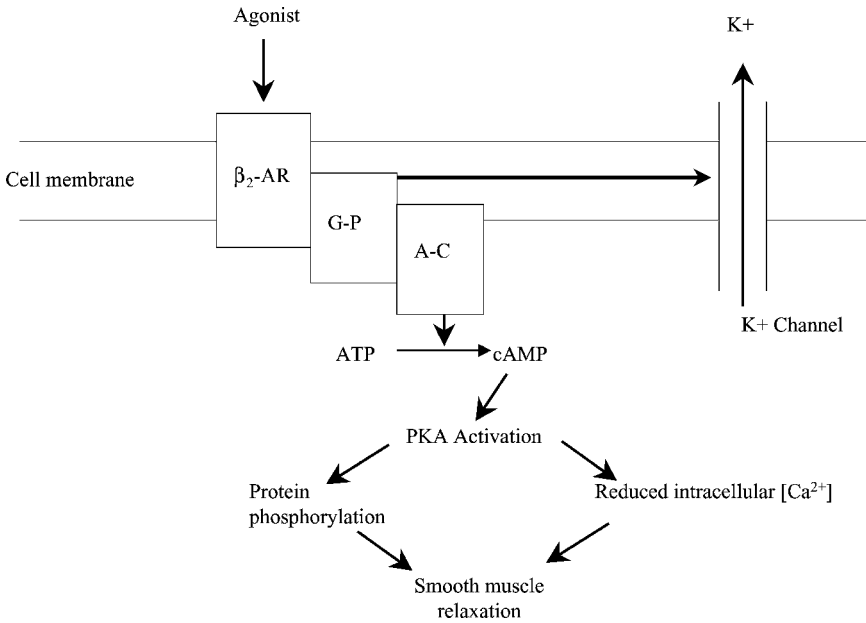 Agonist
K+
β₂-AR
Cell membrane
G-P
A-C
K+ Channel
ATP
cAMP
PKA Activation
Protein
phosphorylation
Reduced intracellular [Ca²⁺]
Smooth muscle
relaxation